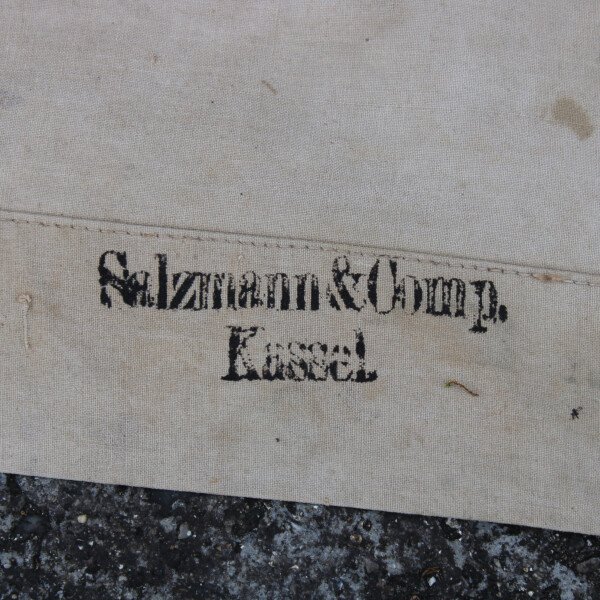 Salzmann & Comp.
Kassel.